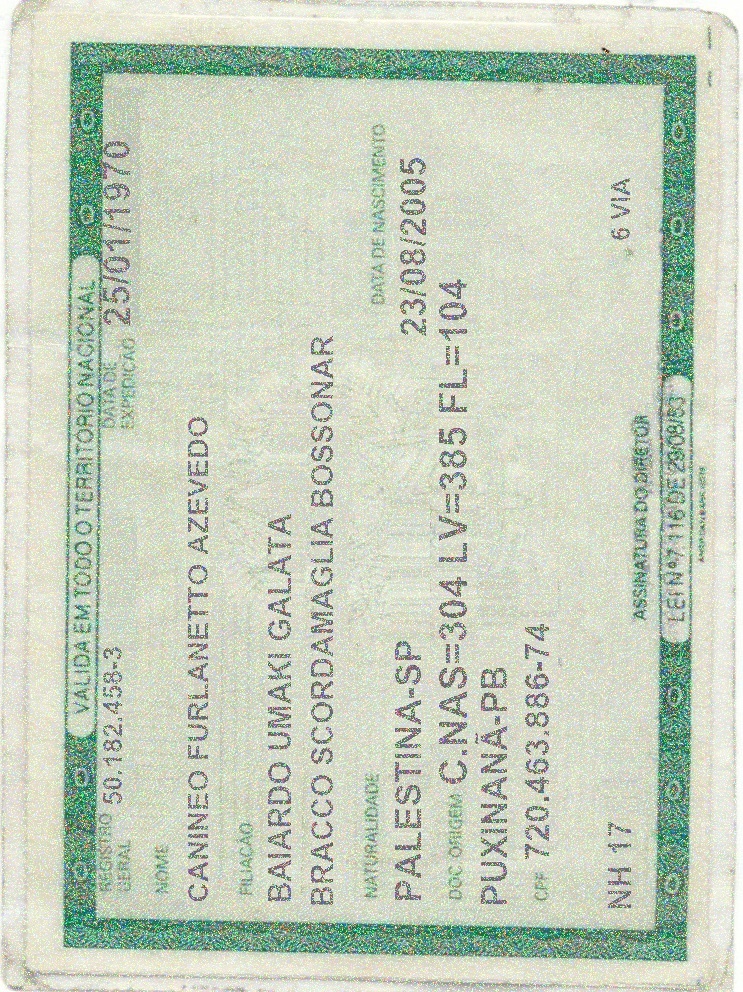 VÁLIDA EM TODO O TERRITÓRIO NACIONAL
REGISTRO GERAL 50.182.458-3 DATA DE EXPEDIÇÃO 25/01/1970
NOME
CANINEO FURLANETTO AZEVEDO
FILIAÇÃO
BAIARDO UMAKI GALATA
BRACCO SCORDAMAGLIA BOSSONAR
NATURALIDADE DATA DE NASCIMENTO
PALESTINA-SP 23/08/2005
DOC ORIGEM C.NAS=304 LV=385 FL=104
PUXINANÃ-PB
CPF 720.463.886-74
NH 17 6 VIA
ASSINATURA DO DIRETOR
LEI Nº 7.116 DE 29/08/83